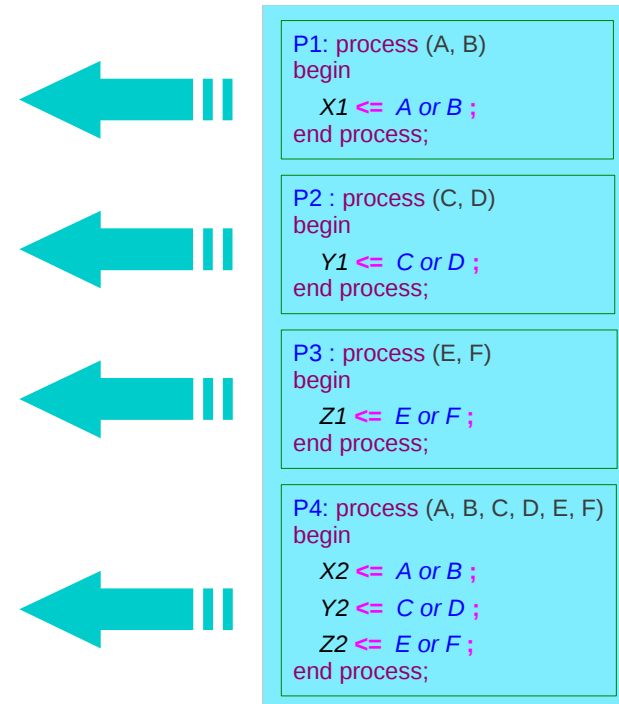 P1: process (A, B)
begin
X1 <= A or B ;
end process;
P2 : process (C, D)
begin
Y1 <= C or D ;
end process;
P3 : process (E, F)
begin
Z1 <= E or F ;
end process;
P4: process (A, B, C, D, E, F)
begin
X2 <= A or B ;
Y2 <= C or D ;
Z2 <= E or F ;
end process;